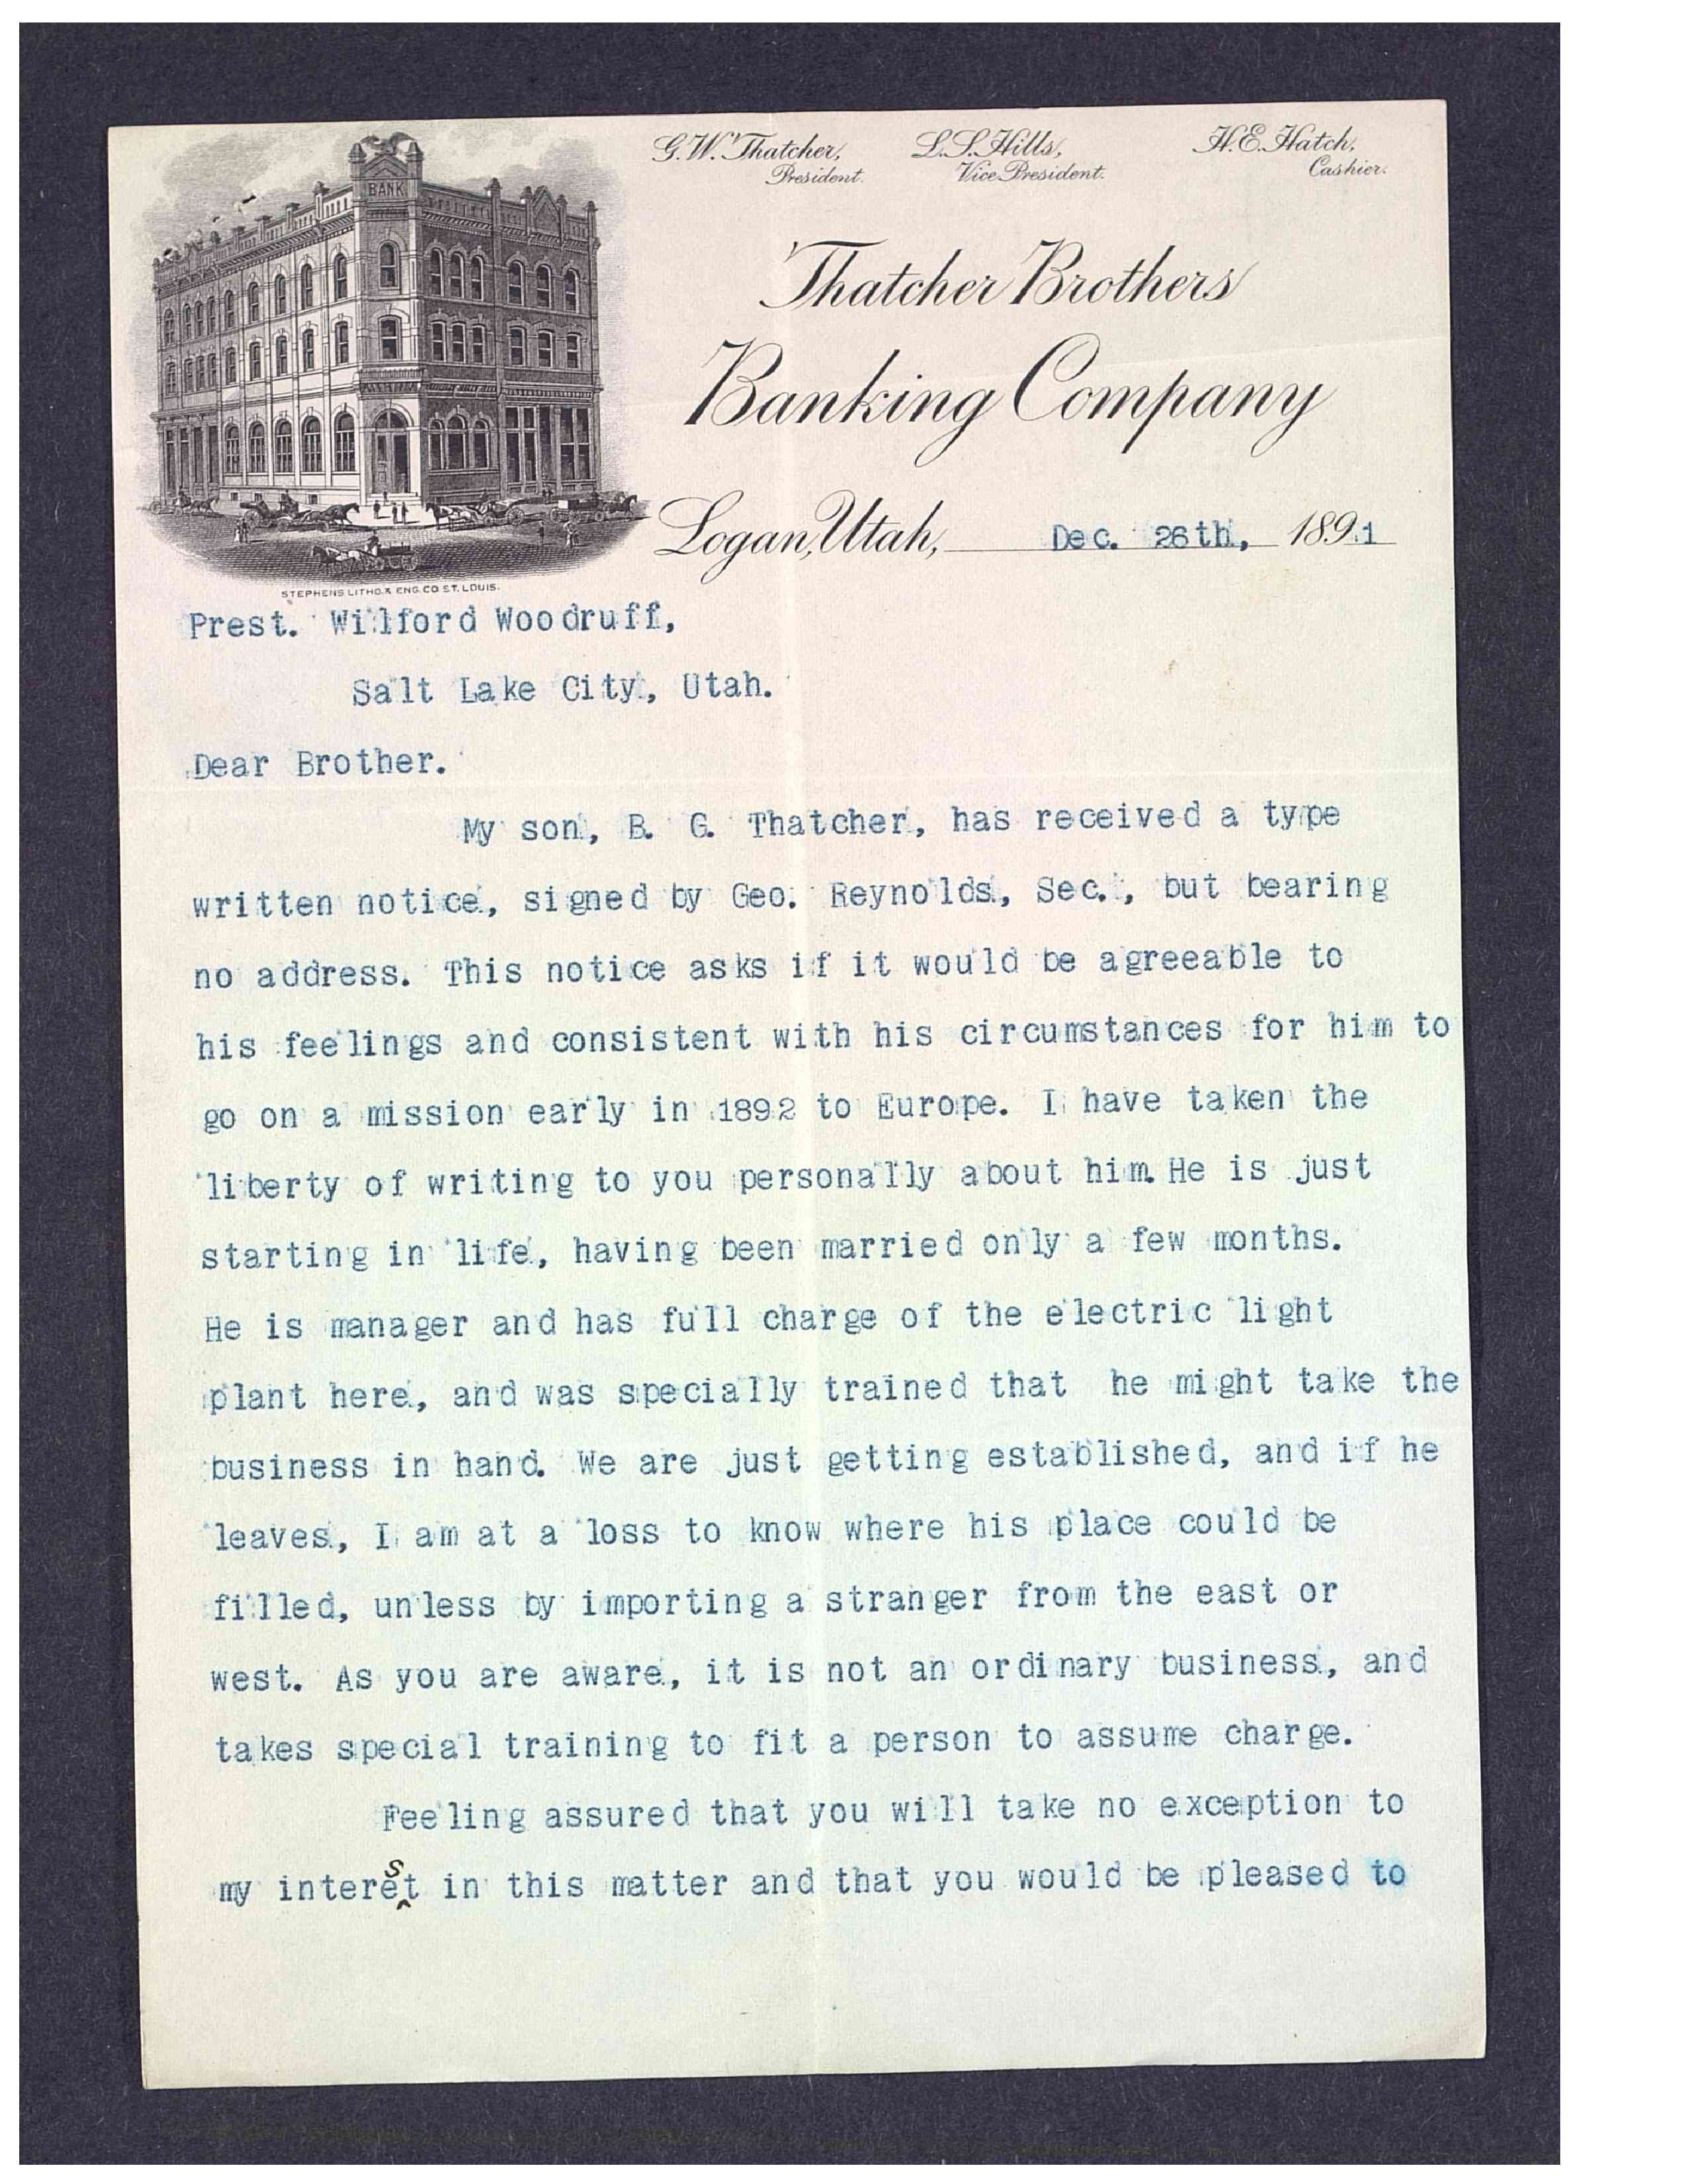 G. W. Thatcher, President.
L. S. Hills, Vice President.
H. E. Hatch, Cashier.
BANK
Thatcher Brothers
Banking Company
Logan, Utah, Dec. 26th, 1891
STEPHENS LITHO. & ENG. CO. ST. LOUIS.
Prest. Wilford Woodruff,
Salt Lake City, Utah.
Dear Brother.
My son, B. G. Thatcher, has received a type
written notice, signed by Geo. Reynolds, Sec., but bearing
no address. This notice asks if it would be agreeable to
his feelings and consistent with his circumstances for him to
go on a mission early in 1892 to Europe. I have taken the
liberty of writing to you personally about him. He is just
starting in life, having been married only a few months.
He is manager and has full charge of the electric light
plant here, and was specially trained that he might take the
business in hand. We are just getting established, and if he
leaves, I am at a loss to know where his place could be
filled, unless by importing a stranger from the east or
west. As you are aware, it is not an ordinary business, and
takes special training to fit a person to assume charge.
Feeling assured that you will take no exception to
my interest in this matter and that you would be pleased to